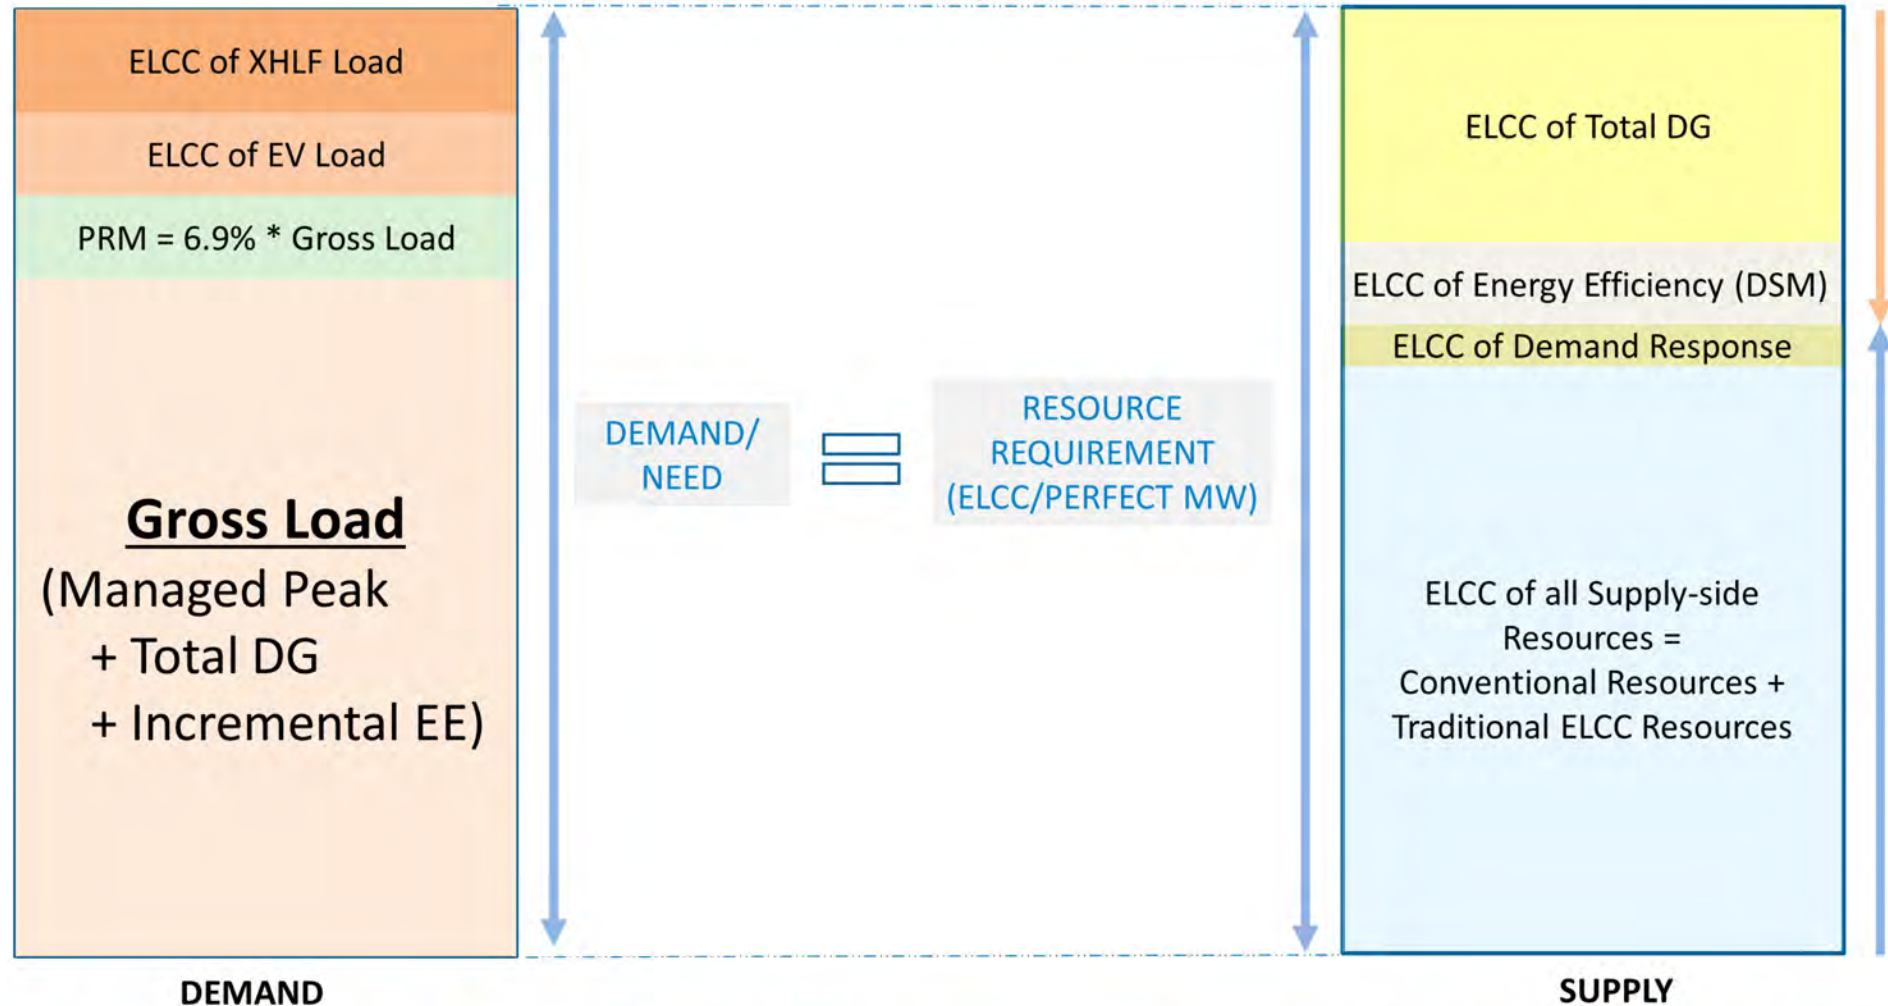 ELCC of XHLF Load
ELCC of EV Load
PRM = 6.9% * Gross Load
Gross Load
(Managed Peak
+ Total DG
+ Incremental EE)
DEMAND
DEMAND/
NEED
RESOURCE
REQUIREMENT
(ELCC/PERFECT MW)
ELCC of Total DG
ELCC of Energy Efficiency (DSM)
ELCC of Demand Response
ELCC of all Supply-side
Resources =
Conventional Resources +
Traditional ELCC Resources
SUPPLY